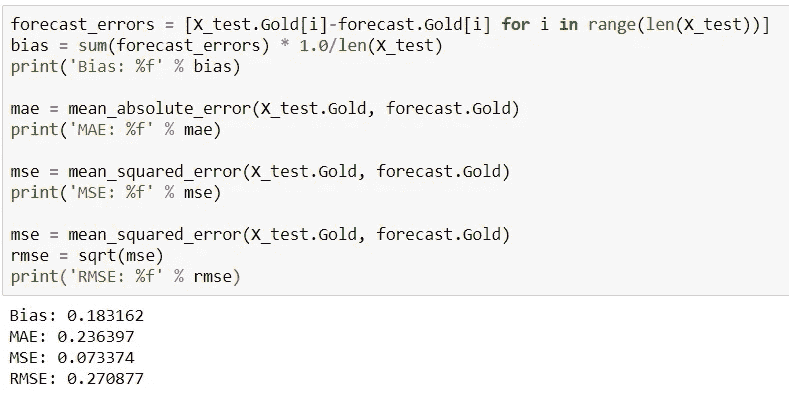 forecast_errors = [X_test.Gold[i]-forecast.Gold[i] for i in range(len(X_test))]
bias = sum(forecast_errors) * 1.0/len(X_test)
print('Bias: %f' % bias)

mae = mean_absolute_error(X_test.Gold, forecast.Gold)
print('MAE: %f' % mae)

mse = mean_squared_error(X_test.Gold, forecast.Gold)
print('MSE: %f' % mse)

mse = mean_squared_error(X_test.Gold, forecast.Gold)
rmse = sqrt(mse)
print('RMSE: %f' % rmse)

Bias: 0.183162
MAE: 0.236397
MSE: 0.073374
RMSE: 0.270877